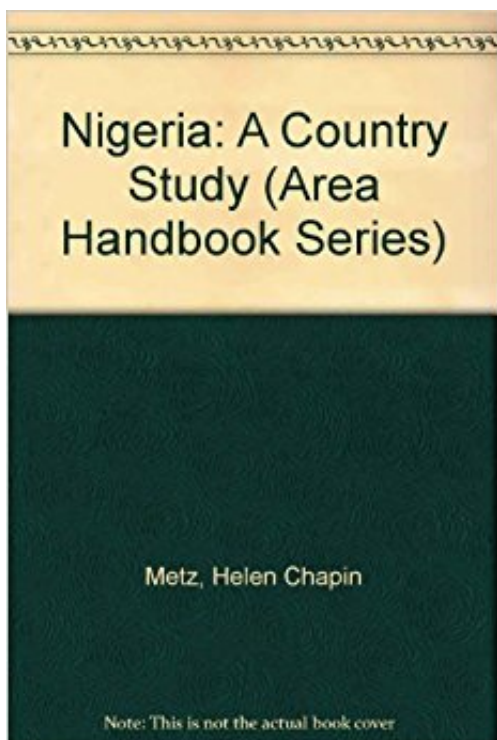 Nigeria: A Country
Study (Area
Handbook Series)
Metz, Helen Chapin
Note: This is not the actual book cover